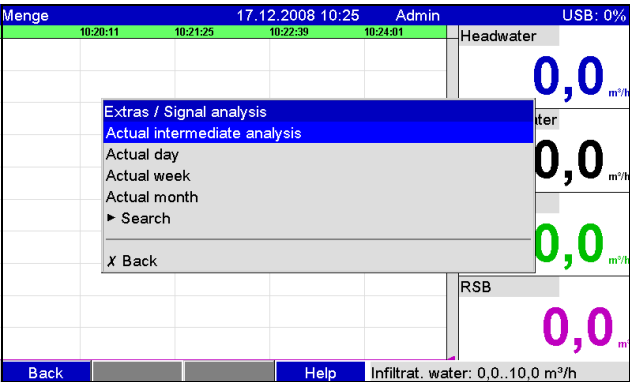 Menge 17.12.2008 10:25 Admin USB: 0%
10:20:11 10:21:25 10:22:39 10:24:01
Headwater
0,0 m³/h
Extras / Signal analysis
Actual intermediate analysis
Actual day
Actual week
Actual month
► Search
✗ Back
0,0 m³/h
0,0 m³/h
RSB
0,0
Back Help Infiltrat. water: 0,0..10,0 m³/h